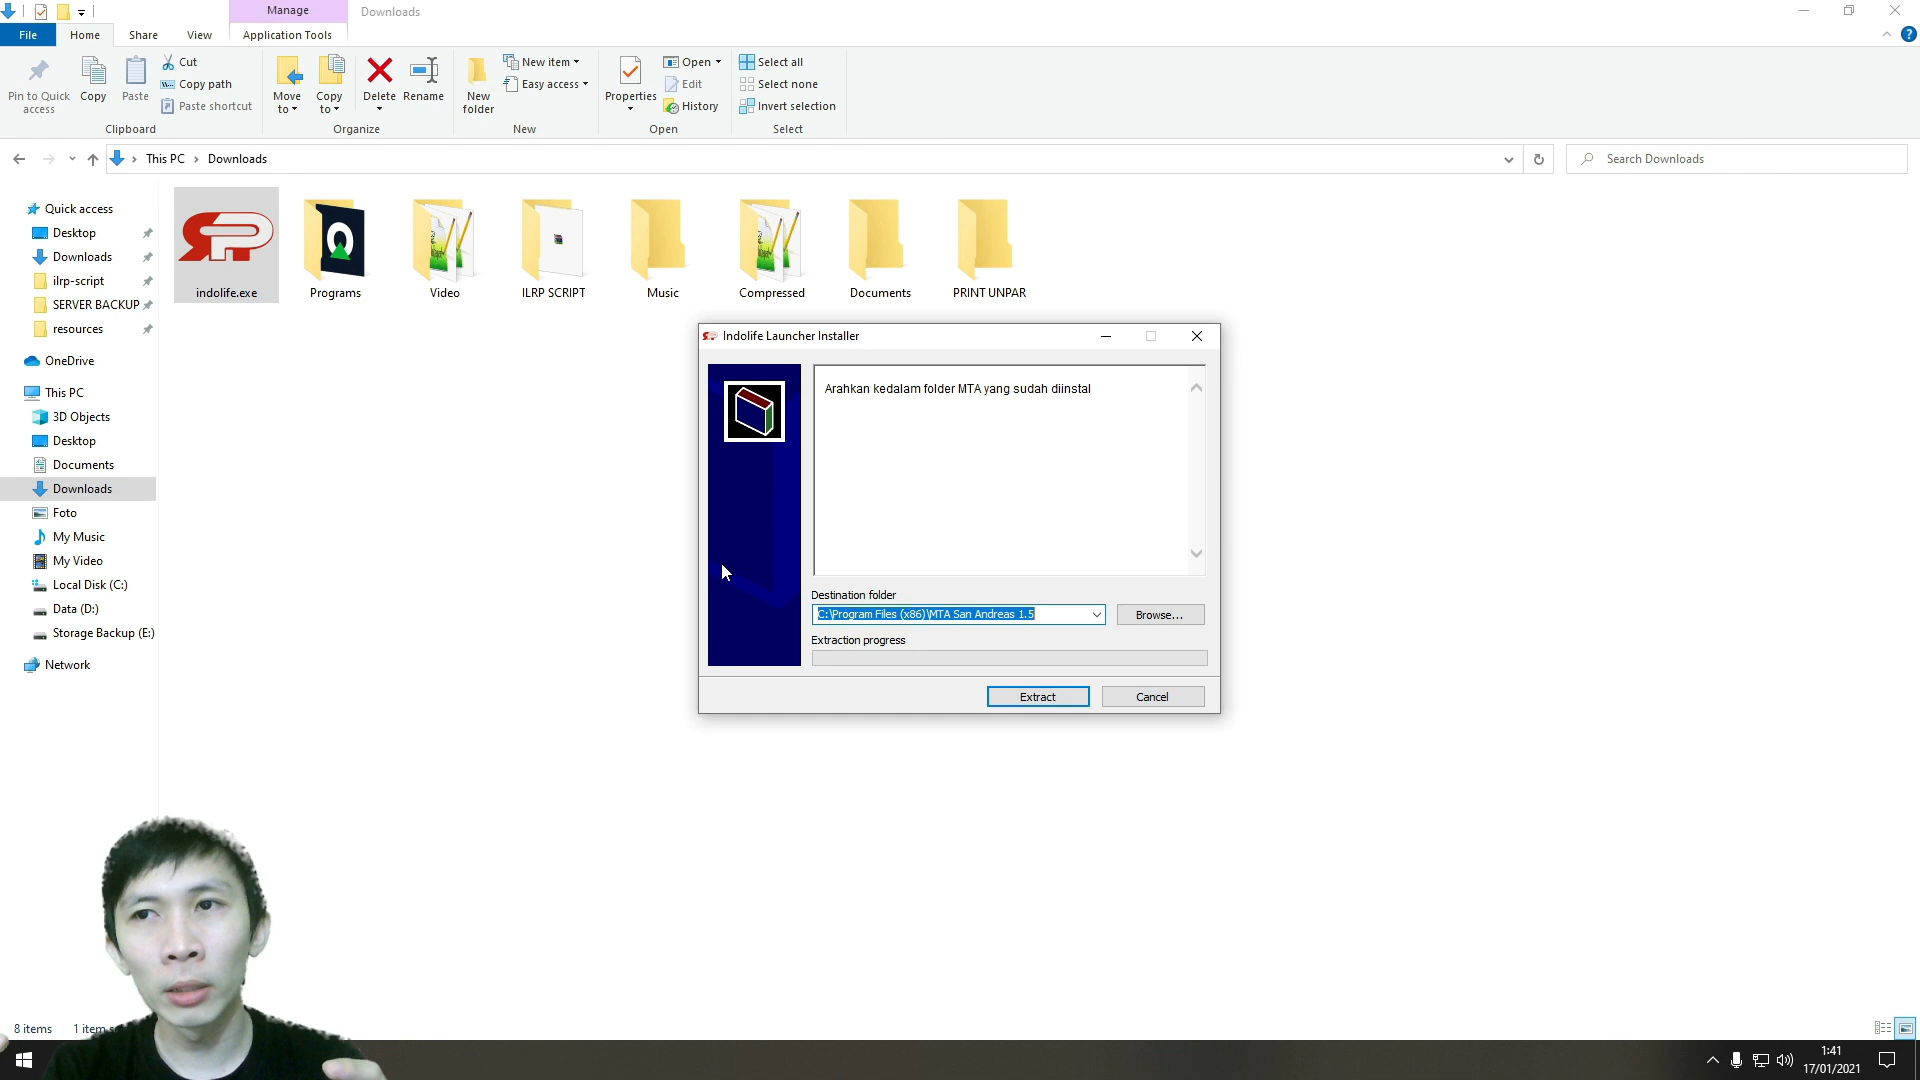 Manage
Downloads
File
Home
Share
View
Application Tools
Pin to Quick access
Copy
Paste
Cut
Copy path
Paste shortcut
Clipboard
Move to
Copy to
Delete
Rename
Organize
New folder
New item
Easy access
New
Properties
Open
Edit
History
Open
Select all
Select none
Invert selection
Select
This PC
Downloads
Search Downloads
Quick access
Desktop
Downloads
ilrp-script
SERVER BACKUP
resources
OneDrive
This PC
3D Objects
Desktop
Documents
Downloads
Foto
My Music
My Video
Local Disk (C:)
Data (D:)
Storage Backup (E:)
Network
indolife.exe
Programs
Video
ILRP SCRIPT
Music
Compressed
Documents
PRINT UNPAR
Indolife Launcher Installer
Arahkan kedalam folder MTA yang sudah diinstal
Destination folder
C:\Program Files (x86)\MTA San Andreas 1.5
Browse...
Extraction progress
Extract
Cancel
8 items
1 item
1:41
17/01/2021